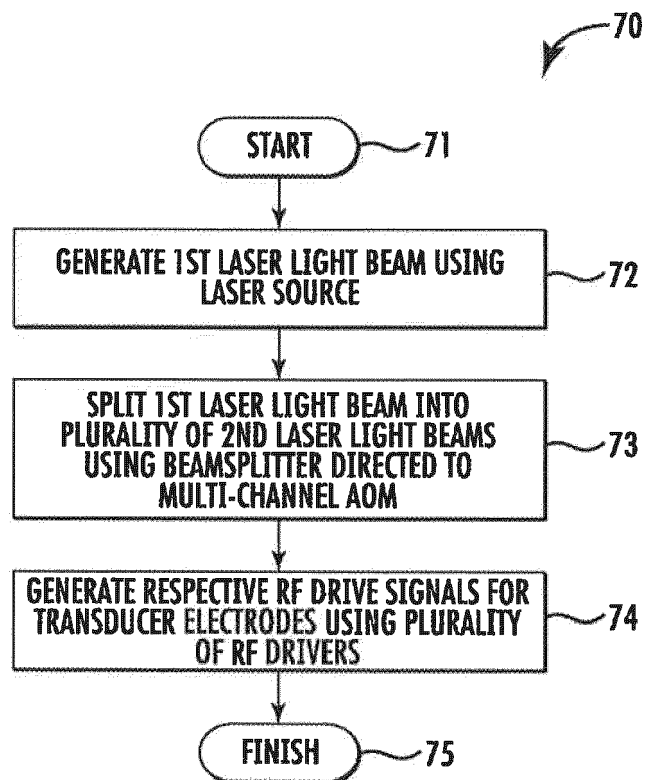 70
START
71
GENERATE 1ST LASER LIGHT BEAM USING
LASER SOURCE
72
SPLIT 1ST LASER LIGHT BEAM INTO
PLURALITY OF 2ND LASER LIGHT BEAMS
USING BEAMSPLITTER DIRECTED TO
MULTI-CHANNEL AOM
73
GENERATE RESPECTIVE RF DRIVE SIGNALS FOR
TRANSDUCER ELECTRODES USING PLURALITY
OF RF DRIVERS
74
FINISH
75